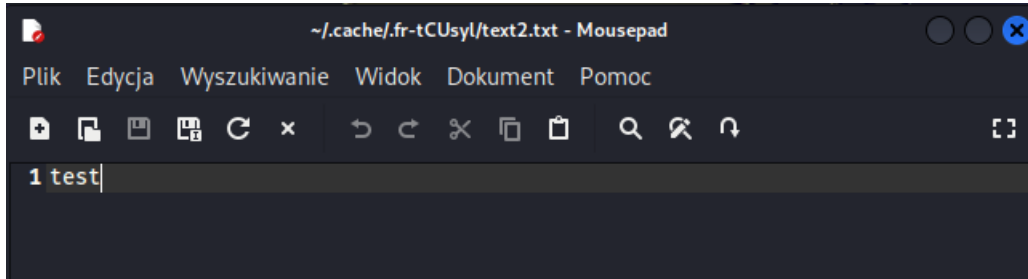 ~/.cache/.fr-tCUsyl/text2.txt - Mousepad
Plik Edycja Wyszukiwanie Widok Dokument Pomoc
1 test